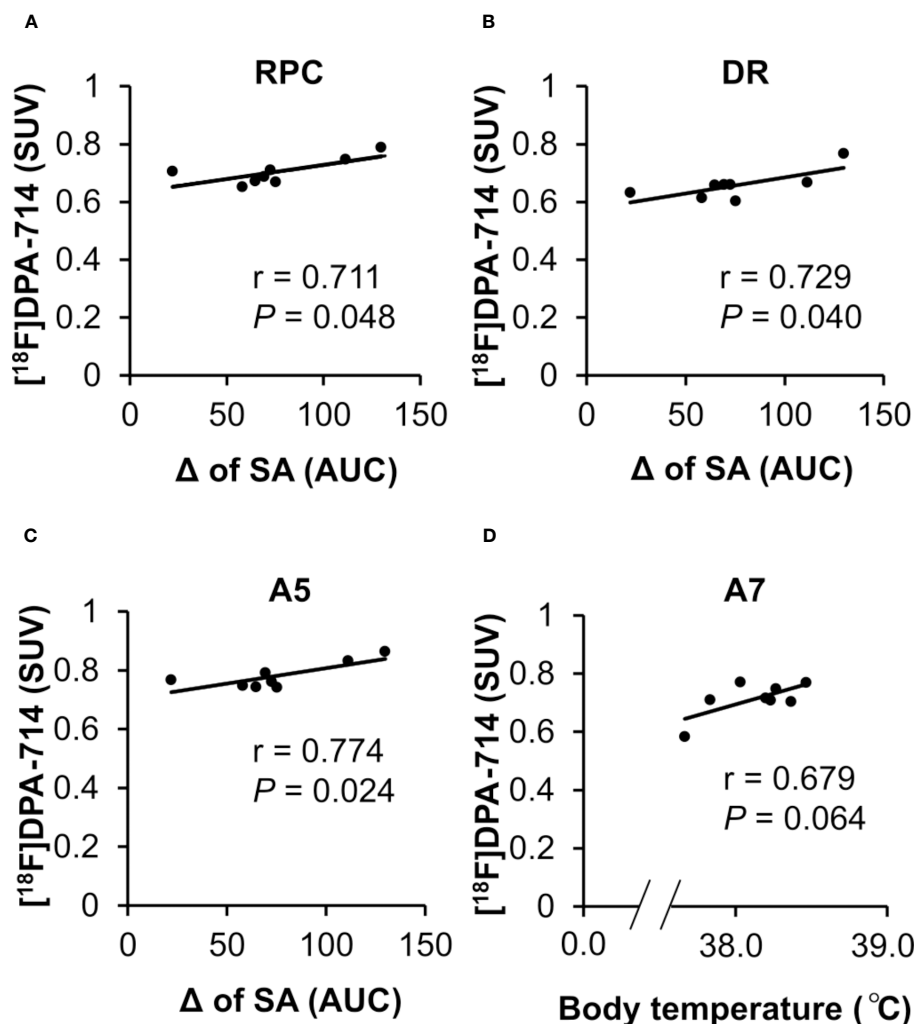 A
RPC
[¹⁸F]DPA-714 (SUV)
1
0.8
0.6
0.4
0.2
0
r = 0.711
P = 0.048
0 50 100 150
Δ of SA (AUC)
B
DR
[¹⁸F]DPA-714 (SUV)
1
0.8
0.6
0.4
0.2
0
r = 0.729
P = 0.040
0 50 100 150
Δ of SA (AUC)
C
A5
[¹⁸F]DPA-714 (SUV)
1
0.8
0.6
0.4
0.2
0
r = 0.774
P = 0.024
0 50 100 150
Δ of SA (AUC)
D
A7
[¹⁸F]DPA-714 (SUV)
1
0.8
0.6
0.4
0.2
0
r = 0.679
P = 0.064
0.0 38.0 39.0
Body temperature (°C)